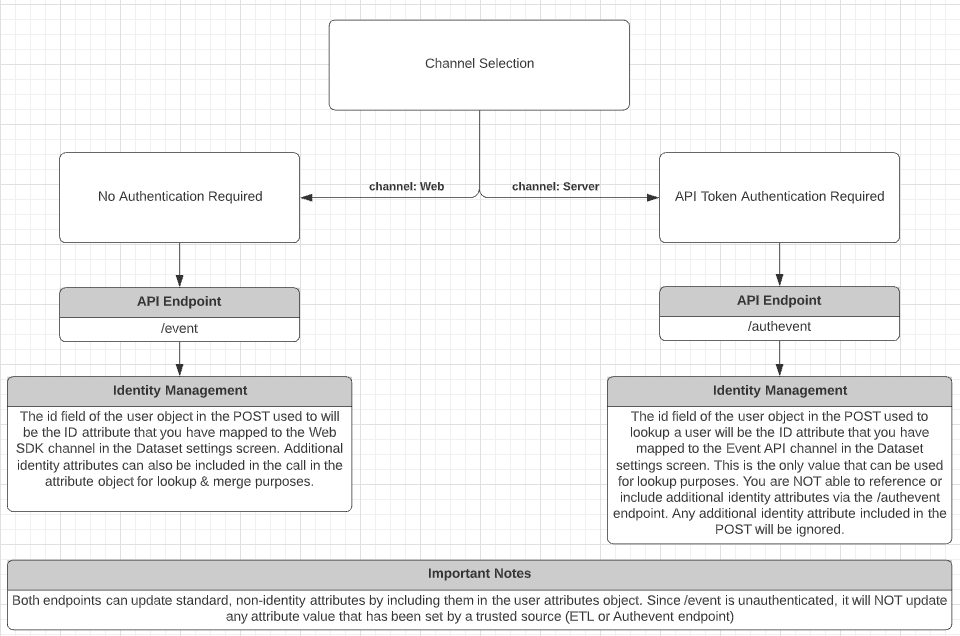 Channel Selection
channel: Web
channel: Server
No Authentication Required
API Token Authentication Required
API Endpoint
/event
API Endpoint
/authevent
Identity Management
The id field of the user object in the POST used to will
be the ID attribute that you have mapped to the Web
SDK channel in the Dataset settings screen. Additional
identity attributes can also be included in the call in the
attribute object for lookup & merge purposes.
Identity Management
The id field of the user object in the POST used to
lookup a user will be the ID attribute that you have
mapped to the Event API channel in the Dataset
settings screen. This is the only value that can be used
for lookup purposes. You are NOT able to reference or
include additional identity attributes via the /authevent
endpoint. Any additional identity attribute included in the
POST will be ignored.
Important Notes
Both endpoints can update standard, non-identity attributes by including them in the user attributes object. Since /event is unauthenticated, it will NOT update
any attribute value that has been set by a trusted source (ETL or Authevent endpoint)